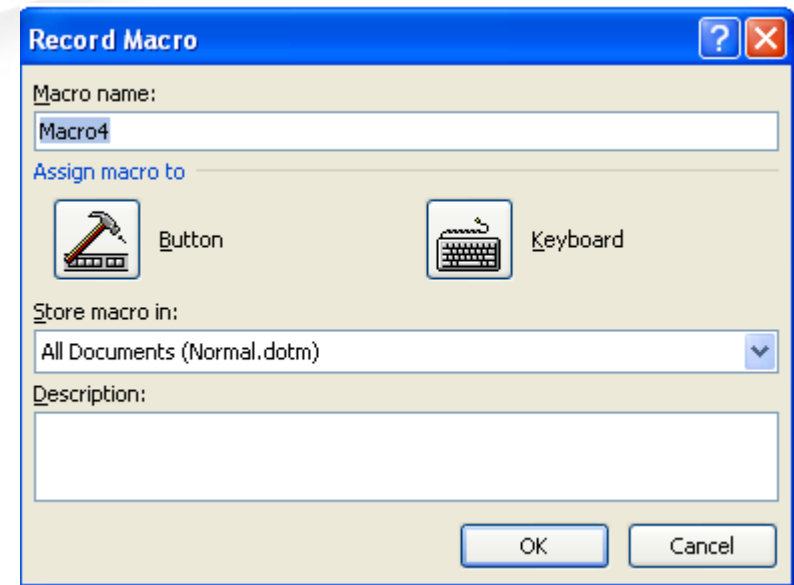 Record Macro
Macro name:
Macro4
Assign macro to
Button
Keyboard
Store macro in:
All Documents (Normal.dotm)
Description:
OK
Cancel